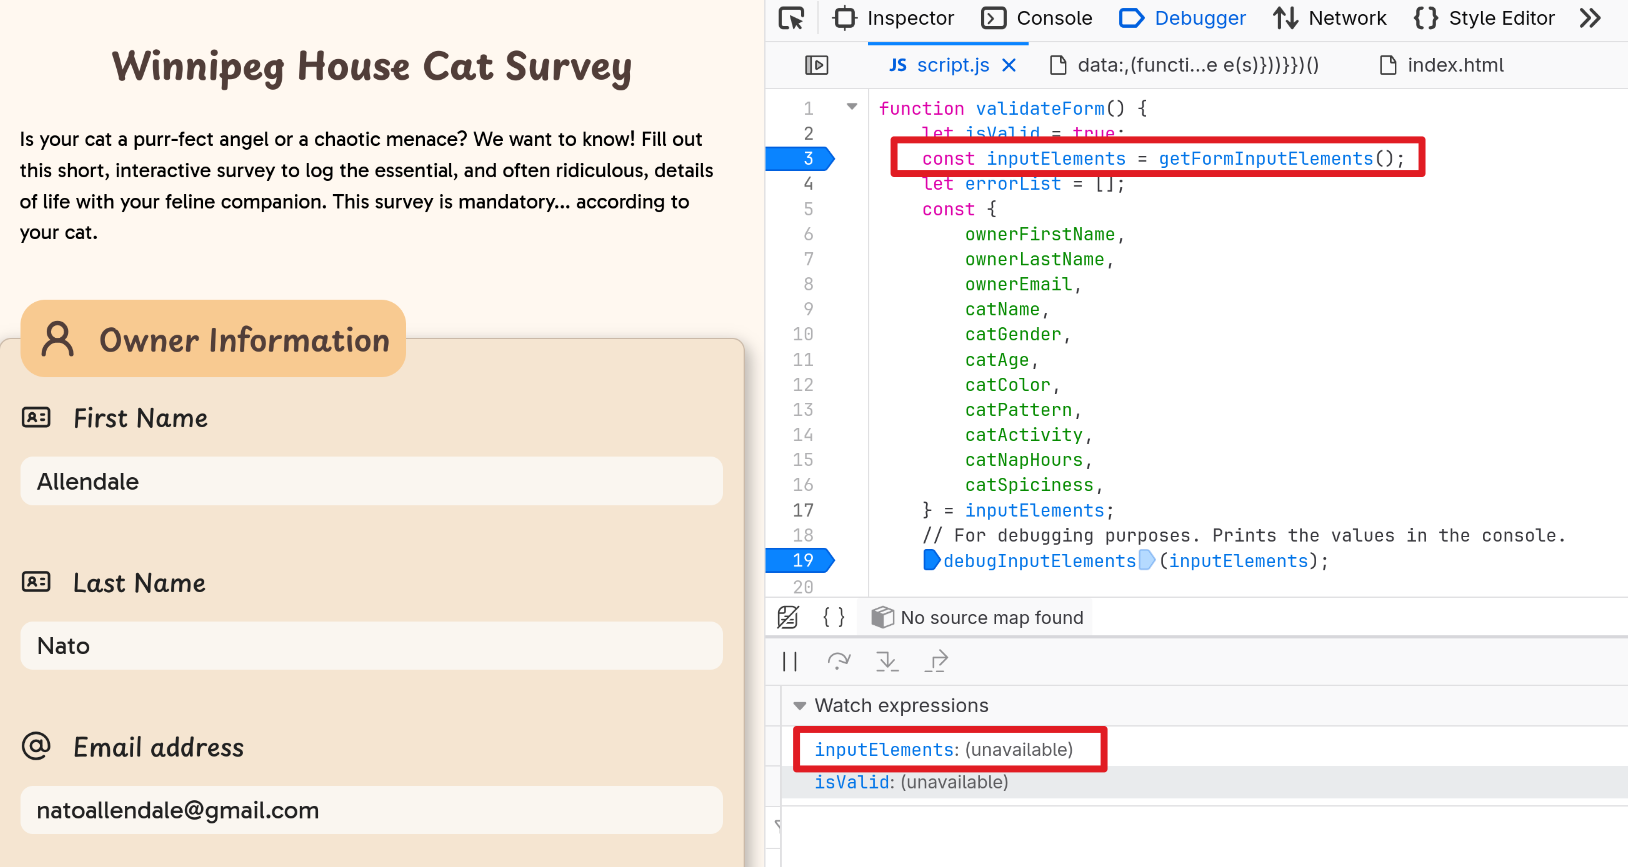 Winnipeg House Cat Survey
Is your cat a purr-fect angel or a chaotic menace? We want to know! Fill out
this short, interactive survey to log the essential, and often ridiculous, details
of life with your feline companion. This survey is mandatory... according to
your cat.
Owner Information
First Name
Allendale
Last Name
Nato
Email address
natoallendale@gmail.com
Inspector Console Debugger Network {} Style Editor
JS script.js data:,(functi...e e(s)}))}})() index.html
1 function validateForm() {
2 let isValid = true;
3 const inputElements = getFormInputElements();
4 let errorList = [];
5 const {
6 ownerFirstName,
7 ownerLastName,
8 ownerEmail,
9 catName,
10 catGender,
11 catAge,
12 catColor,
13 catPattern,
14 catActivity,
15 catNapHours,
16 catSpiciness,
17 } = inputElements;
18 // For debugging purposes. Prints the values in the console.
19 debugInputElements(inputElements);
20
{ } No source map found
Watch expressions
inputElements: (unavailable)
isValid: (unavailable)